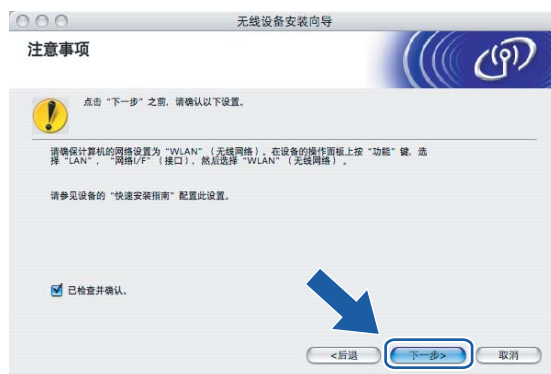 无线设备安装向导
注意事项
点击“下一步”之前，请确认以下设置。
请确保计算机的网络设置为“WLAN”（无线网络）。在设备的操作面板上按“功能”键，选
择“LAN”，“网络I/F”（接口），然后选择“WLAN”（无线网络）。
请参见设备的“快速安装指南”配置此设置。
已检查并确认。
<后退 下一步> 取消